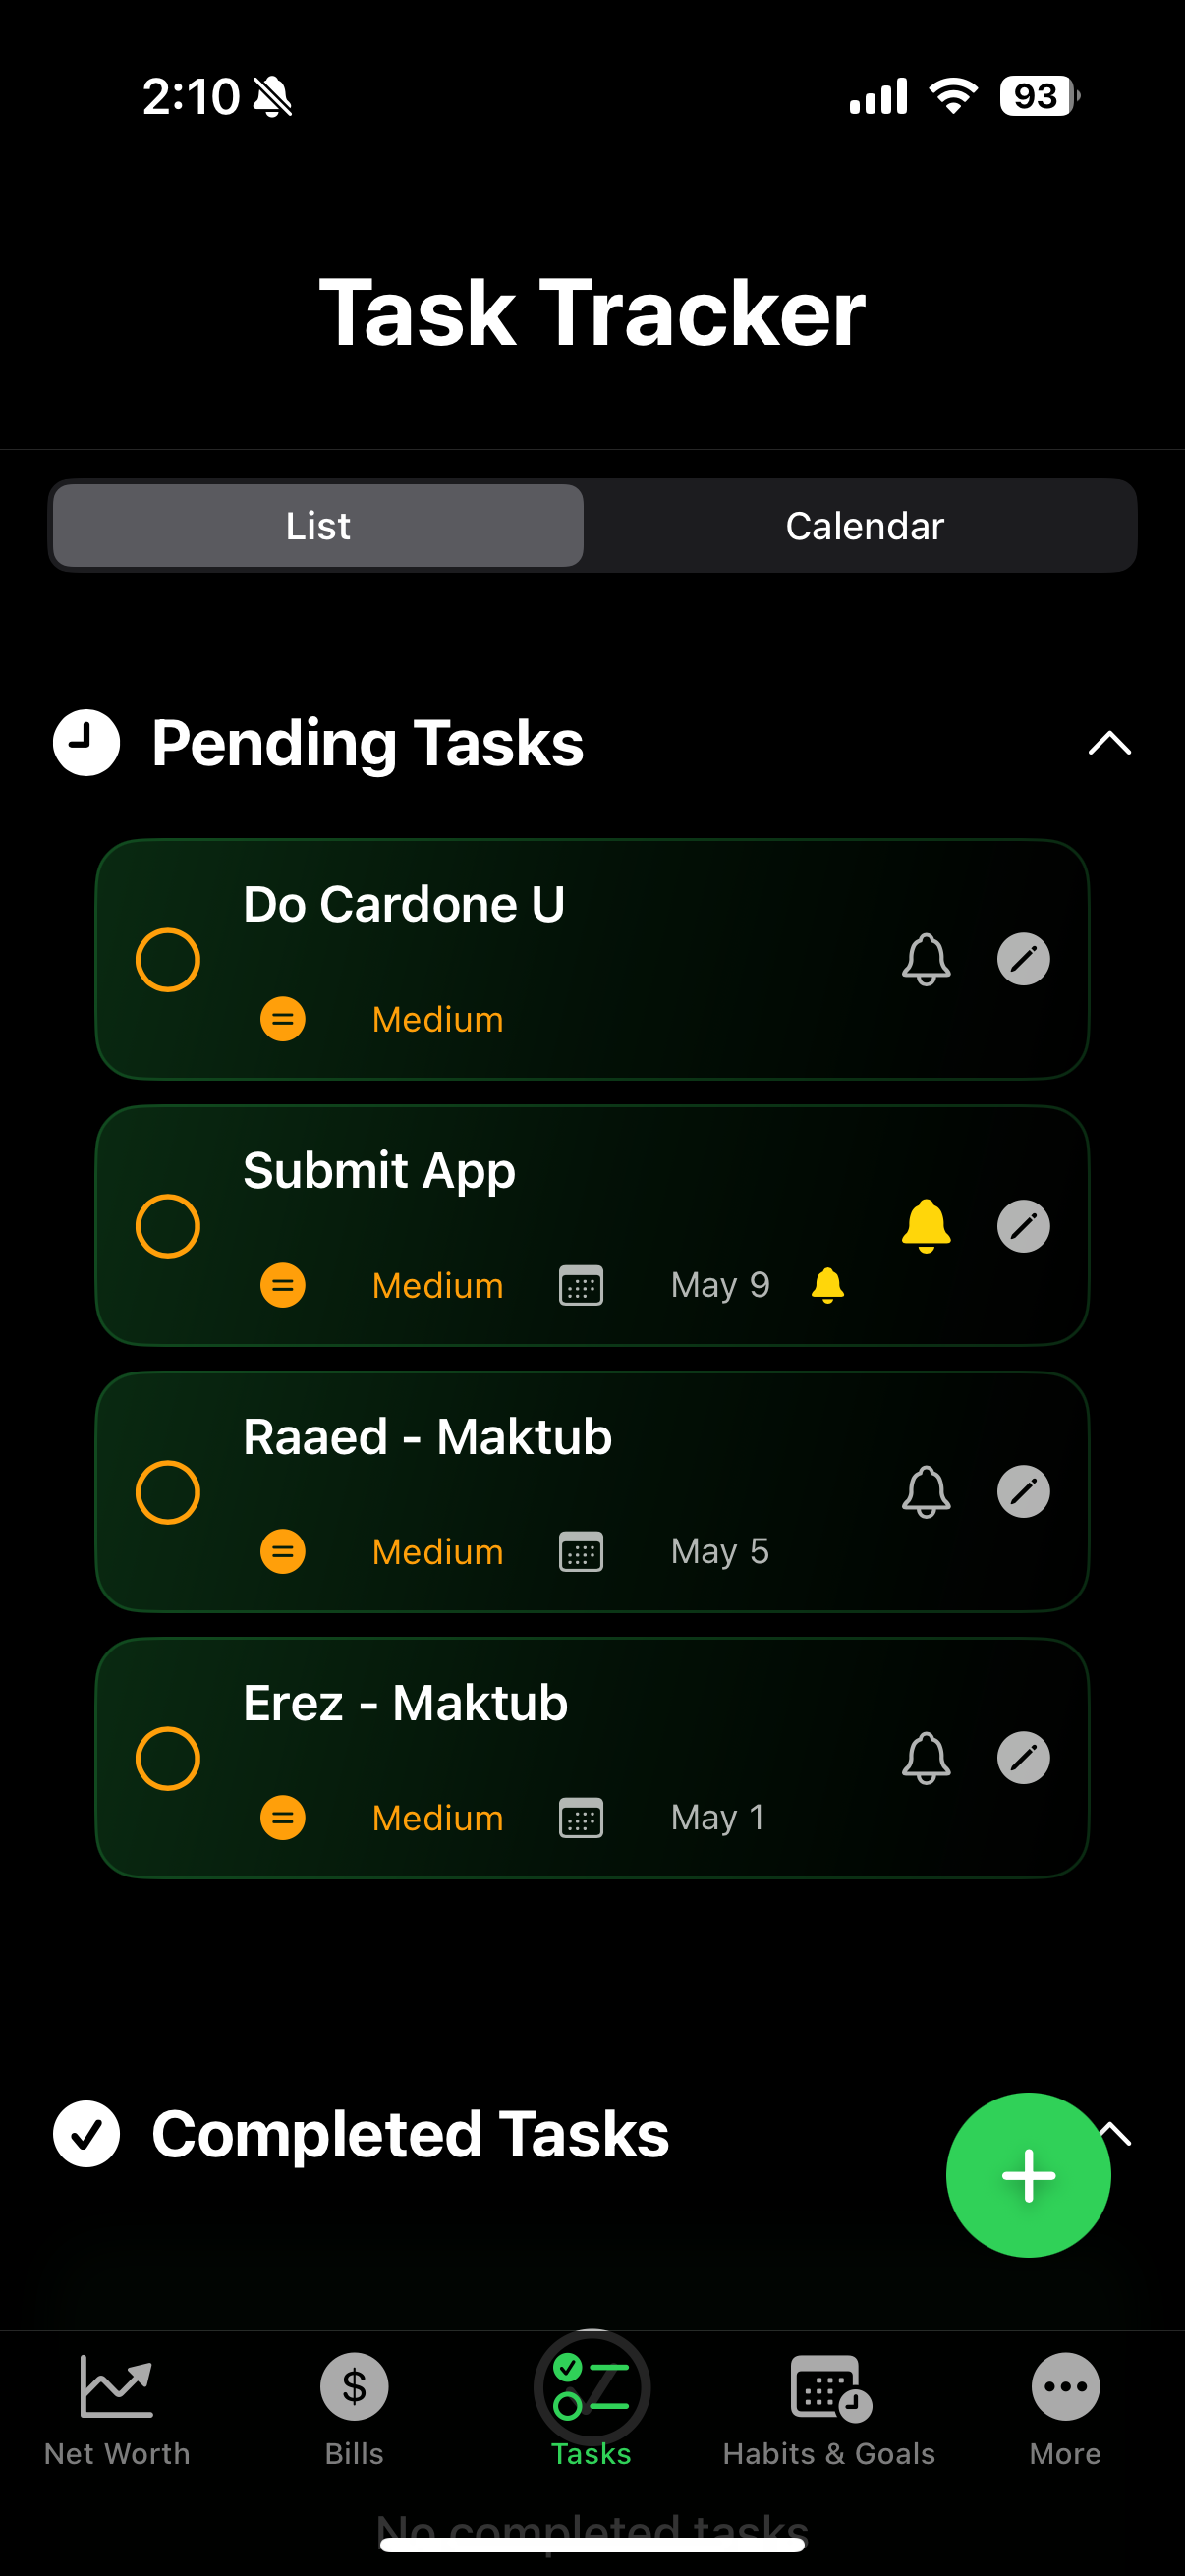 2:10
93
Task Tracker
List
Calendar
Pending Tasks
Do Cardone U
Medium
Submit App
Medium
May 9
Raaed - Maktub
Medium
May 5
Erez - Maktub
Medium
May 1
Completed Tasks
Net Worth
Bills
Tasks
Habits & Goals
More
No completed tasks